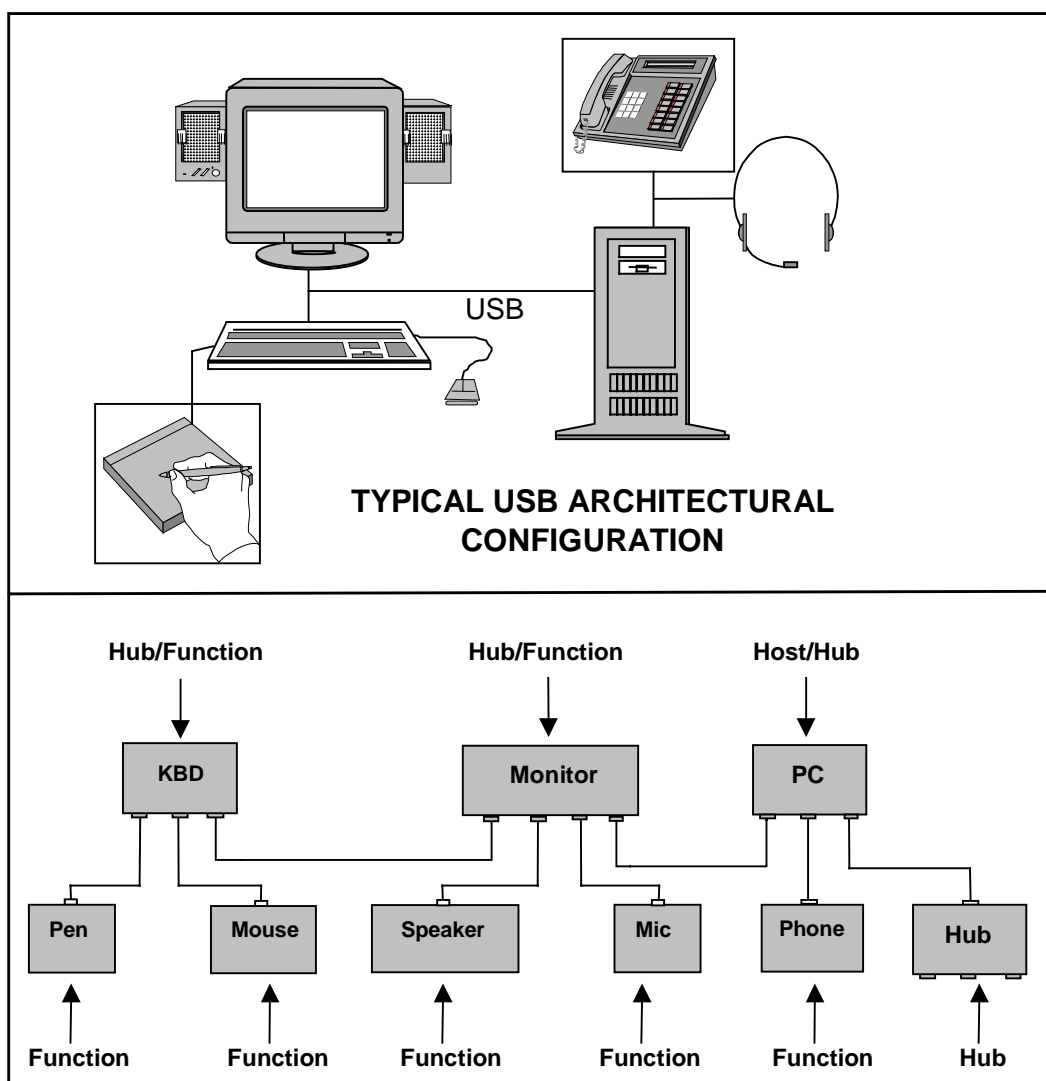 USB
TYPICAL USB ARCHITECTURAL
CONFIGURATION
Hub/Function
Hub/Function
Host/Hub
KBD
Monitor
PC
Pen
Mouse
Speaker
Mic
Phone
Hub
Function
Function
Function
Function
Function
Hub